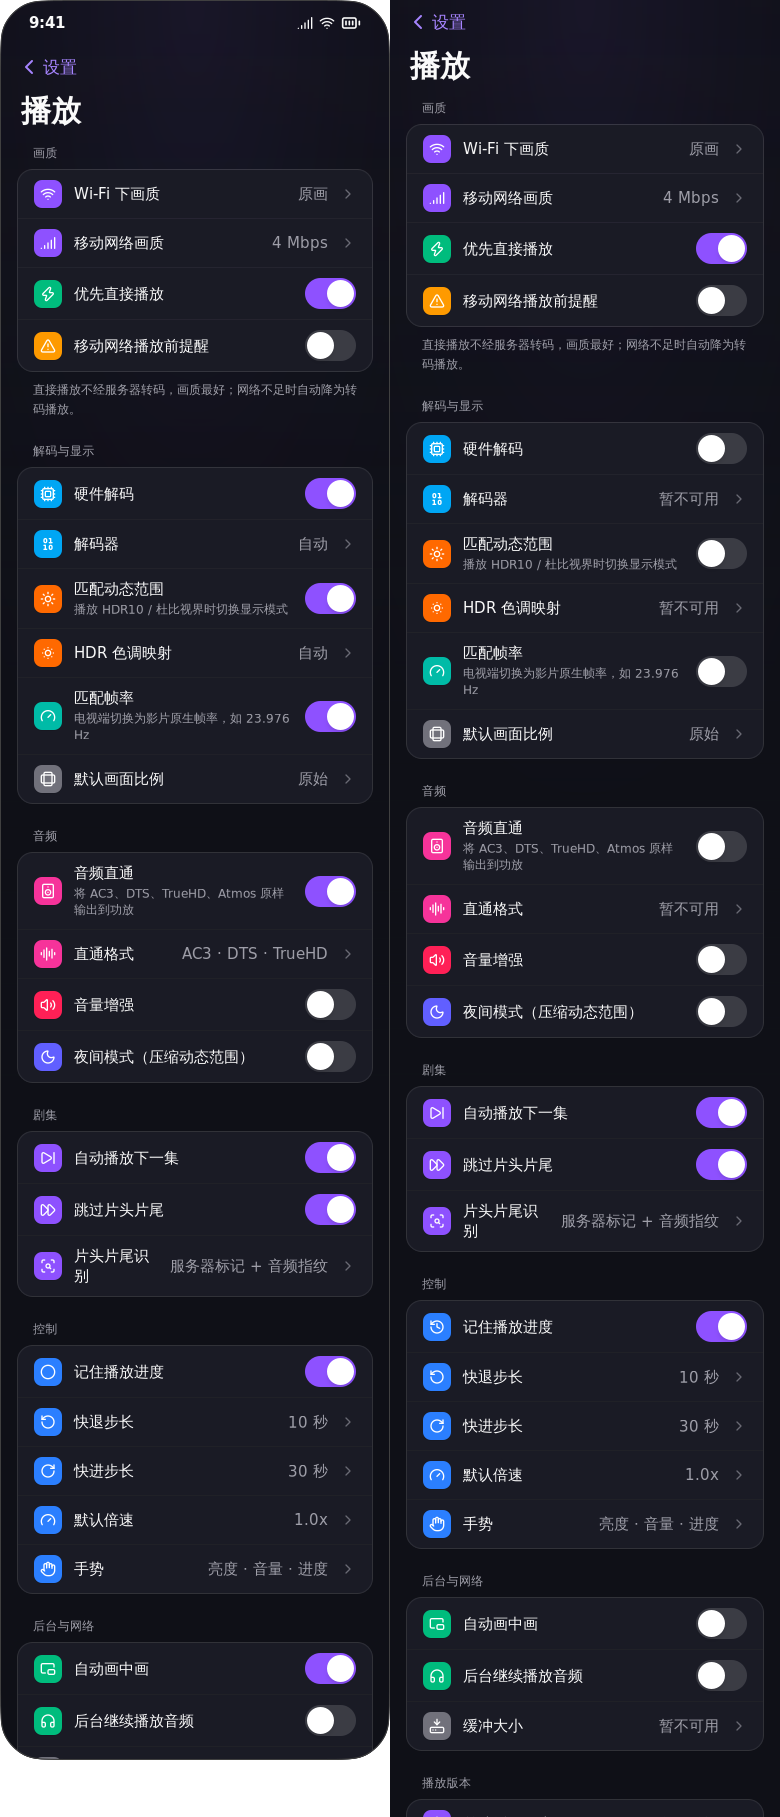 9:41
设置
播放
画质
Wi-Fi 下画质 原画
移动网络画质 4 Mbps
优先直接播放
移动网络播放前提醒
直接播放不经服务器转码，画质最好；网络不足时自动降为转
码播放。
解码与显示
硬件解码
解码器 自动
匹配动态范围
播放 HDR10 / 杜比视界时切换显示模式
HDR 色调映射 自动
匹配帧率
电视端切换为影片原生帧率，如 23.976
Hz
默认画面比例 原始
音频
音频直通
将 AC3、DTS、TrueHD、Atmos 原样
输出到功放
直通格式 AC3 · DTS · TrueHD
音量增强
夜间模式（压缩动态范围）
剧集
自动播放下一集
跳过片头片尾
片头片尾识
别
服务器标记 + 音频指纹
控制
记住播放进度
快退步长 10 秒
快进步长 30 秒
默认倍速 1.0x
手势 亮度 · 音量 · 进度
后台与网络
自动画中画
后台继续播放音频
设置
播放
画质
Wi-Fi 下画质 原画
移动网络画质 4 Mbps
优先直接播放
移动网络播放前提醒
直接播放不经服务器转码，画质最好；网络不足时自动降为转
码播放。
解码与显示
硬件解码
解码器 暂不可用
匹配动态范围
播放 HDR10 / 杜比视界时切换显示模式
HDR 色调映射 暂不可用
匹配帧率
电视端切换为影片原生帧率，如 23.976
Hz
默认画面比例 原始
音频
音频直通
将 AC3、DTS、TrueHD、Atmos 原样
输出到功放
直通格式 暂不可用
音量增强
夜间模式（压缩动态范围）
剧集
自动播放下一集
跳过片头片尾
片头片尾识
别
服务器标记 + 音频指纹
控制
记住播放进度
快退步长 10 秒
快进步长 30 秒
默认倍速 1.0x
手势 亮度 · 音量 · 进度
后台与网络
自动画中画
后台继续播放音频
缓冲大小 暂不可用
播放版本